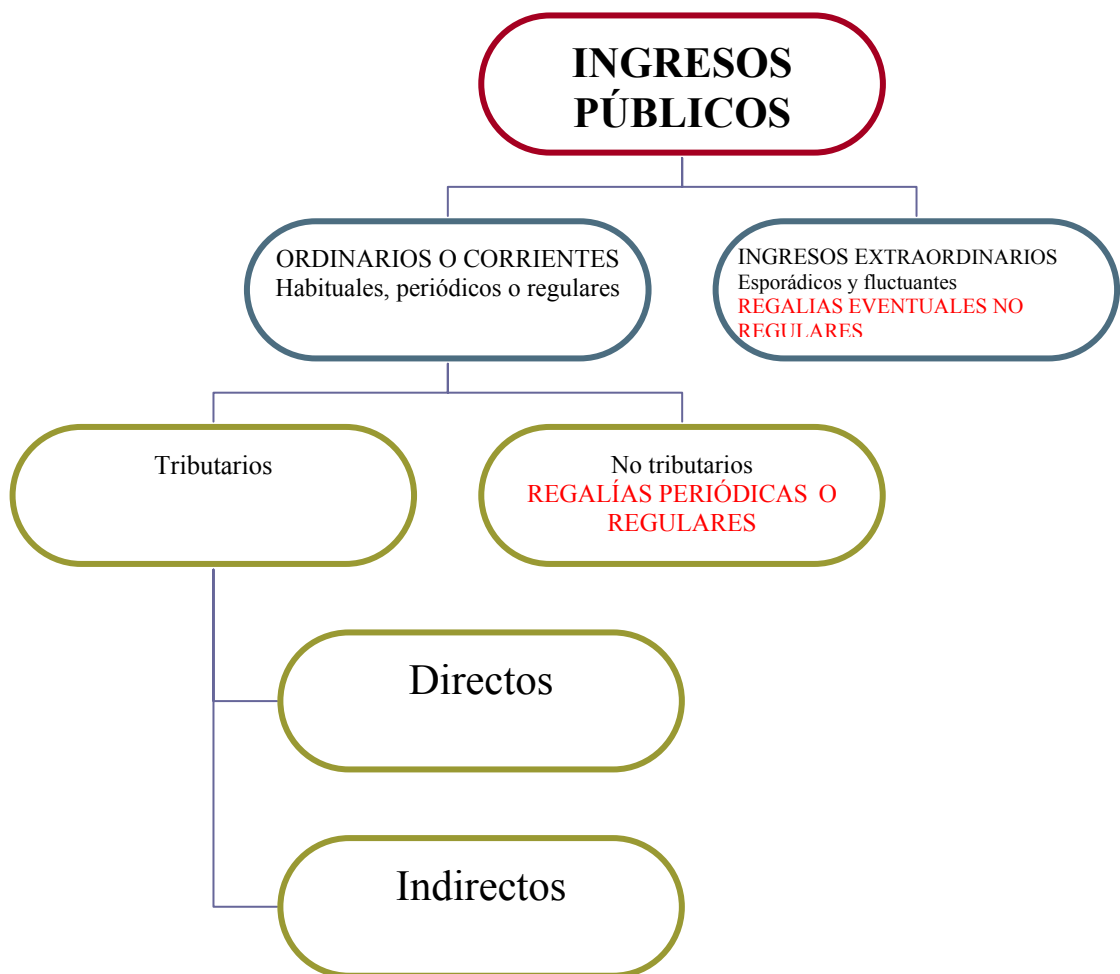 INGRESOS
PÚBLICOS
ORDINARIOS O CORRIENTES
Habituales, periódicos o regulares
INGRESOS EXTRAORDINARIOS
Esporádicos y fluctuantes
REGALIAS EVENTUALES NO
REGULARES
Tributarios
No tributarios
REGALÍAS PERIÓDICAS O
REGULARES
Directos
Indirectos